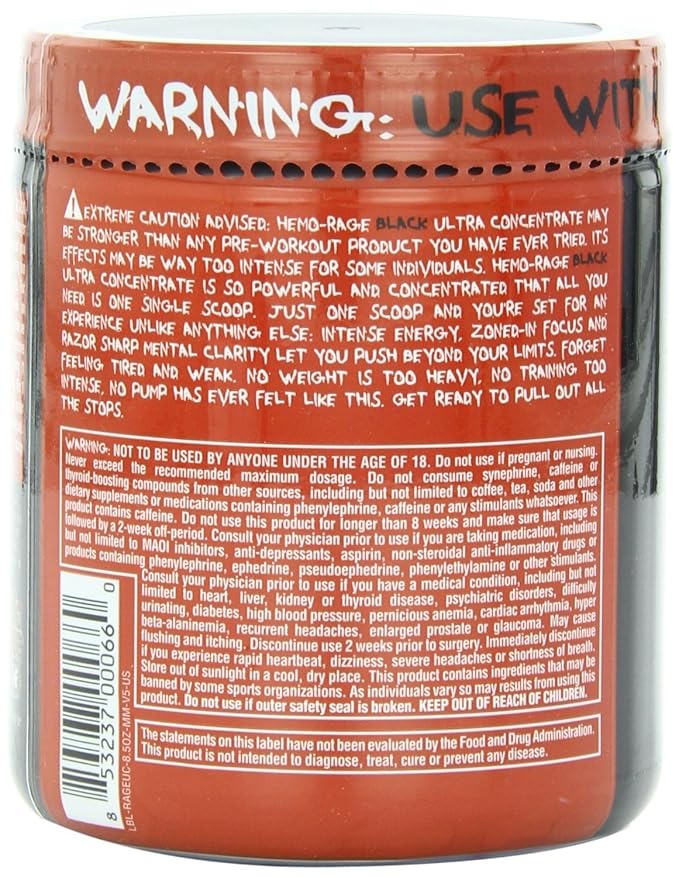 WARNING: USE WITH
EXTREME CAUTION ADVISED: HEMO-RAGE BLACK ULTRA CONCENTRATE MAY
BE STRONGER THAN ANY PRE-WORKOUT PRODUCT YOU HAVE EVER TRIED. ITS
EFFECTS MAY BE WAY TOO INTENSE FOR SOME INDIVIDUALS. HEMO-RAGE BLACK
ULTRA CONCENTRATE IS SO POWERFUL AND CONCENTRATED THAT ALL YOU
NEED IS ONE SINGLE SCOOP. JUST ONE SCOOP AND YOU'RE SET FOR AN
EXPERIENCE UNLIKE ANYTHING ELSE: INTENSE ENERGY, ZONED-IN FOCUS AND
RAZOR SHARP MENTAL CLARITY LET YOU PUSH BEYOND YOUR LIMITS. FORGET
FEELING TIRED AND WEAK. NO WEIGHT IS TOO HEAVY, NO TRAINING TOO
INTENSE, NO PUMP HAS EVER FELT LIKE THIS. GET READY TO PULL OUT ALL
THE STOPS.
WARNING: NOT TO BE USED BY ANYONE UNDER THE AGE OF 18. Do not use if pregnant or nursing.
Never exceed the recommended maximum dosage. Do not consume synephrine, caffeine or
thyroid-boosting compounds from other sources, including but not limited to coffee, tea, soda and other
dietary supplements or medications containing phenylephrine, caffeine or any stimulants whatsoever. This
product contains caffeine. Do not use this product for longer than 8 weeks and make sure that usage is
followed by a 2-week off-period. Consult your physician prior to use if you are taking medication, including
but not limited to MAOI inhibitors, anti-depressants, aspirin, non-steroidal anti-inflammatory drugs or
products containing phenylephrine, ephedrine, pseudoephedrine, phenylethylamine or other stimulants.
Consult your physician prior to use if you have a medical condition, including but not
limited to heart, liver, kidney or thyroid disease, psychiatric disorders, difficulty
urinating, diabetes, high blood pressure, pernicious anemia, cardiac arrhythmia, hyper
beta-alaninemia, recurrent headaches, enlarged prostate or glaucoma. May cause
flushing and itching. Discontinue use 2 weeks prior to surgery. Immediately discontinue
if you experience rapid heartbeat, dizziness, severe headaches or shortness of breath.
Store out of sunlight in a cool, dry place. This product contains ingredients that may be
banned by some sports organizations. As individuals vary so may results from using this
product. Do not use if outer safety seal is broken. KEEP OUT OF REACH OF CHILDREN.
The statements on this label have not been evaluated by the Food and Drug Administration.
This product is not intended to diagnose, treat, cure or prevent any disease.
8 53237 00066 0
LBL-RAGEUC-8.5OZ-MM-V5-US